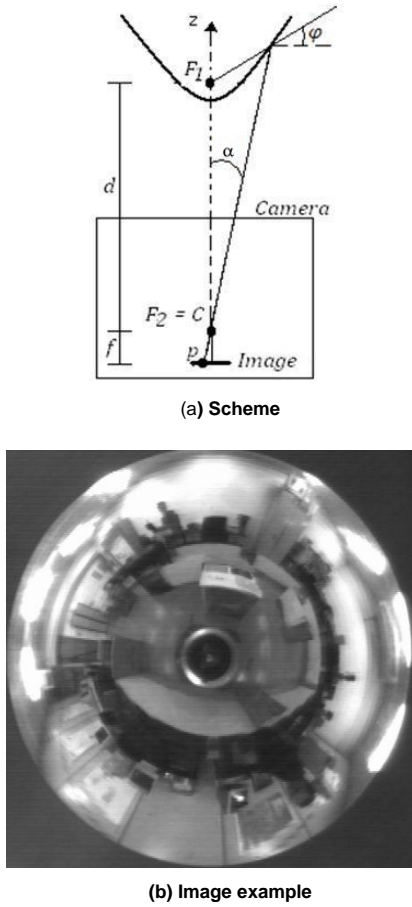 z
F1
φ
α
d
Camera
F2 = C
f
p
Image
(a) Scheme
(b) Image example